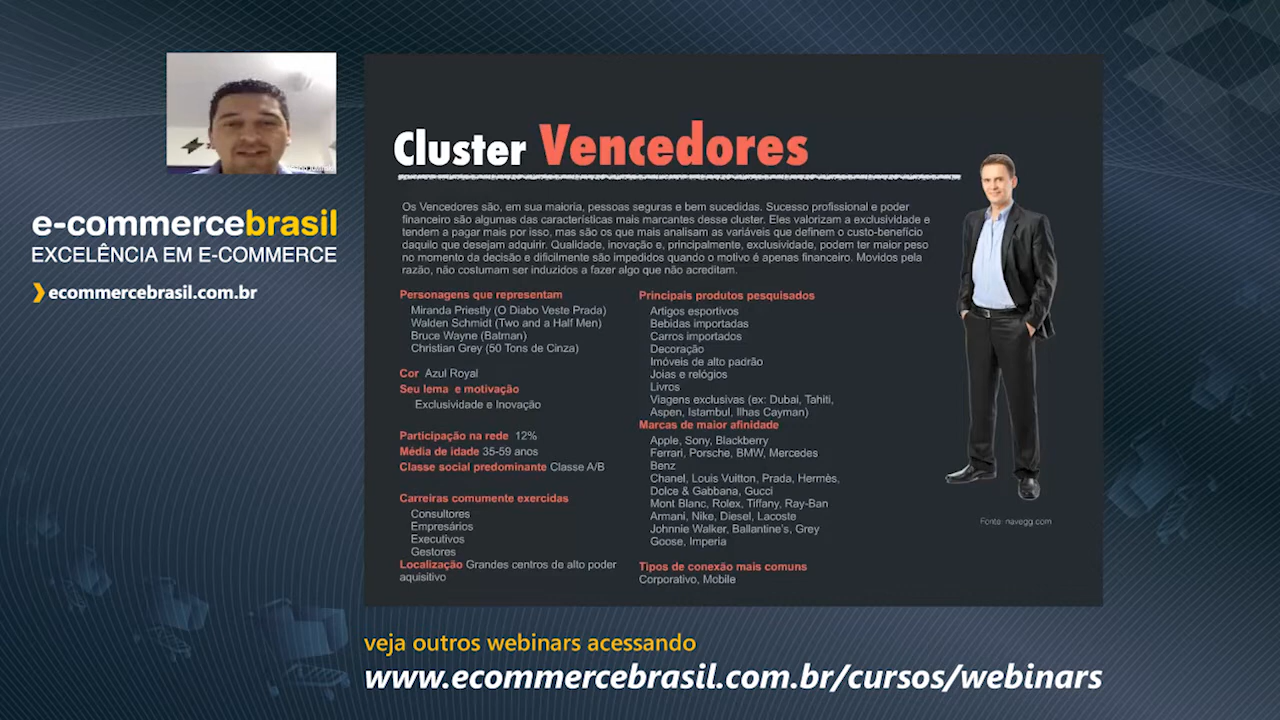 e-commercebrasil
EXCELÊNCIA EM E-COMMERCE
ecommercebrasil.com.br
Cluster Vencedores
Os Vencedores são, em sua maioria, pessoas seguras e bem sucedidas. Sucesso profissional e poder
financeiro são algumas das características mais marcantes desse cluster. Eles valorizam a exclusividade e
tendem a pagar mais por isso, mas são os que mais analisam as variáveis que definem o custo-benefício
daquilo que desejam adquirir. Qualidade, inovação e, principalmente, exclusividade, podem ter maior peso
no momento da decisão e dificilmente são impedidos quando o motivo é apenas financeiro. Movidos pela
razão, não costumam ser induzidos a fazer algo que não acreditam.
Personagens que representam
Miranda Priestly (O Diabo Veste Prada)
Walden Schmidt (Two and a Half Men)
Bruce Wayne (Batman)
Christian Grey (50 Tons de Cinza)
Cor Azul Royal
Seu lema e motivação
Exclusividade e Inovação
Participação na rede 12%
Média de idade 35-59 anos
Classe social predominante Classe A/B
Carreiras comumente exercidas
Consultores
Empresários
Executivos
Gestores
Localização Grandes centros de alto poder
aquisitivo
Principais produtos pesquisados
Artigos esportivos
Bebidas importadas
Carros importados
Decoração
Imóveis de alto padrão
Joias e relógios
Livros
Viagens exclusivas (ex: Dubai, Tahiti,
Aspen, Istambul, Ilhas Cayman)
Marcas de maior afinidade
Apple, Sony, Blackberry
Ferrari, Porsche, BMW, Mercedes
Benz
Chanel, Louis Vuitton, Prada, Hermès,
Dolce & Gabbana, Gucci
Mont Blanc, Rolex, Tiffany, Ray-Ban
Armani, Nike, Diesel, Lacoste
Johnnie Walker, Ballantine's, Grey
Goose, Imperia
Tipos de conexão mais comuns
Corporativo, Mobile
Fonte: navegg.com
veja outros webinars acessando
www.ecommercebrasil.com.br/cursos/webinars